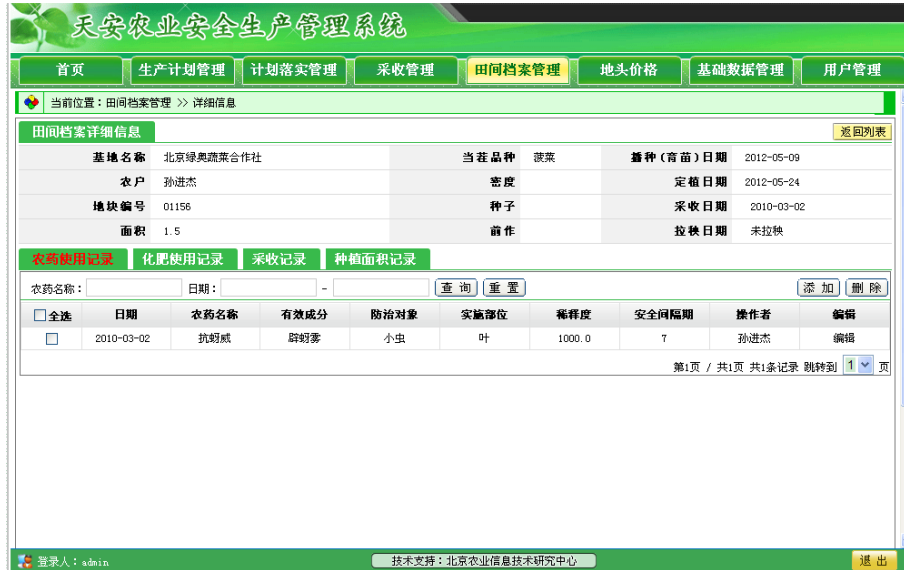 天安农业安全生产管理系统
首页 生产计划管理 计划落实管理 采收管理 田间档案管理 地头价格 基础数据管理 用户管理
当前位置：田间档案管理 >> 详细信息
田间档案详细信息 返回列表
基地名称 北京绿奥蔬菜合作社 当茬品种 菠菜 播种(育苗)日期 2012-05-09
农户 孙进杰 密度 定植日期 2012-05-24
地块编号 01156 种子 采收日期 2010-03-02
面积 1.5 前作 拉秧日期 未拉秧
农药使用记录 化肥使用记录 采收记录 种植面积记录
农药名称： 日期： - 查询 重置 添加 删除
全选 日期 农药名称 有效成分 防治对象 实施部位 稀释度 安全间隔期 操作者 编辑
2010-03-02 抗蚜威 辟蚜雾 小虫 叶 1000.0 7 孙进杰 编辑
第1页 / 共1页 共1条记录 跳转到 1 页
登录人：admin 技术支持：北京农业信息技术研究中心 退出